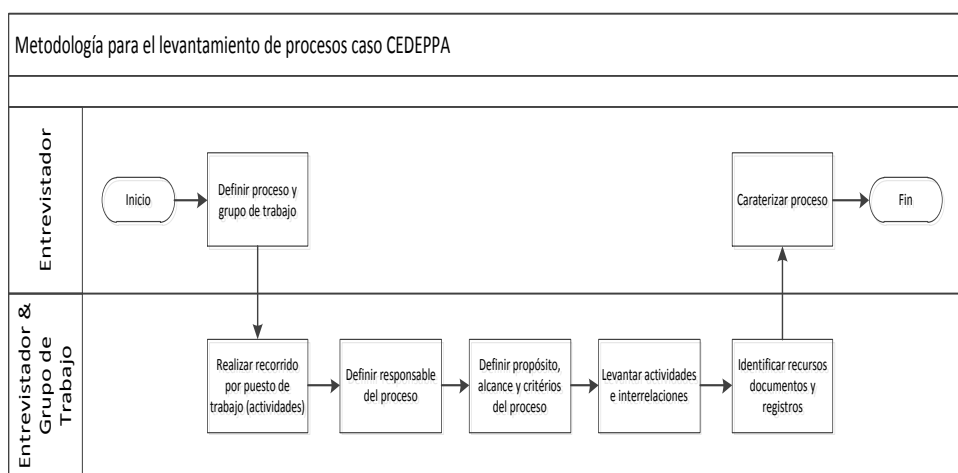 Metodología para el levantamiento de procesos caso CEDEPPA
Entrevistador
Inicio
Definir proceso y
grupo de trabajo
Caraterizar proceso
Fin
Entrevistador &
Grupo de
Trabajo
Realizar recorrido
por puesto de
trabajo (actividades)
Definir responsable
del proceso
Definir propósito,
alcance y critérios
del proceso
Levantar actividades
e interrelaciones
Identificar recursos
documentos y
registros